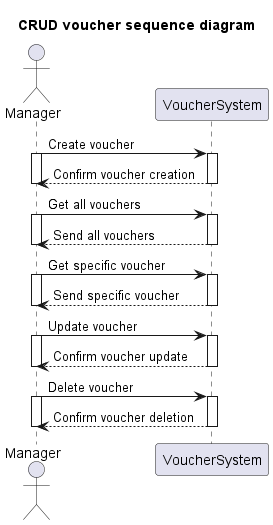 CRUD voucher sequence diagram
Manager
VoucherSystem
Create voucher
Confirm voucher creation
Get all vouchers
Send all vouchers
Get specific voucher
Send specific voucher
Update voucher
Confirm voucher update
Delete voucher
Confirm voucher deletion
Manager
VoucherSystem